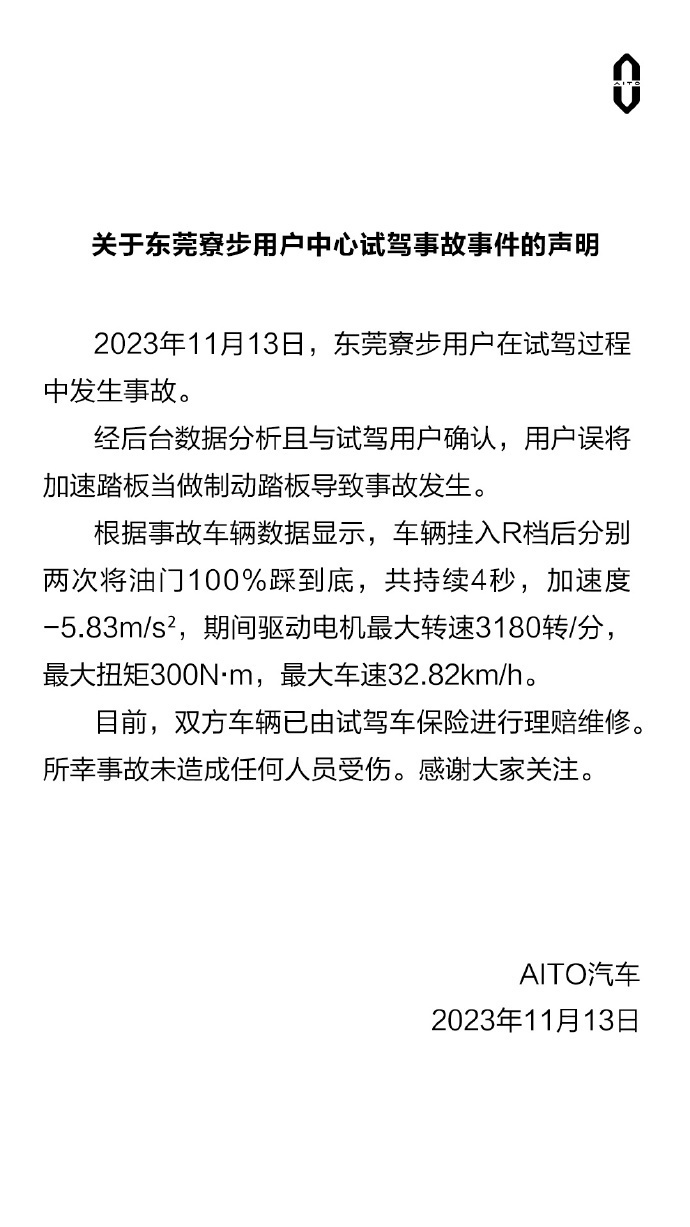 AITO
关于东莞寮步用户中心试驾事故事件的声明
2023年11月13日，东莞寮步用户在试驾过程
中发生事故。
经后台数据分析且与试驾用户确认，用户误将
加速踏板当做制动踏板导致事故发生。
根据事故车辆数据显示，车辆挂入R档后分别
两次将油门100%踩到底，共持续4秒，加速度
-5.83m/s²，期间驱动电机最大转速3180转/分，
最大扭矩300N·m，最大车速32.82km/h。
目前，双方车辆已由试驾车保险进行理赔维修。
所幸事故未造成任何人员受伤。感谢大家关注。
AITO汽车
2023年11月13日